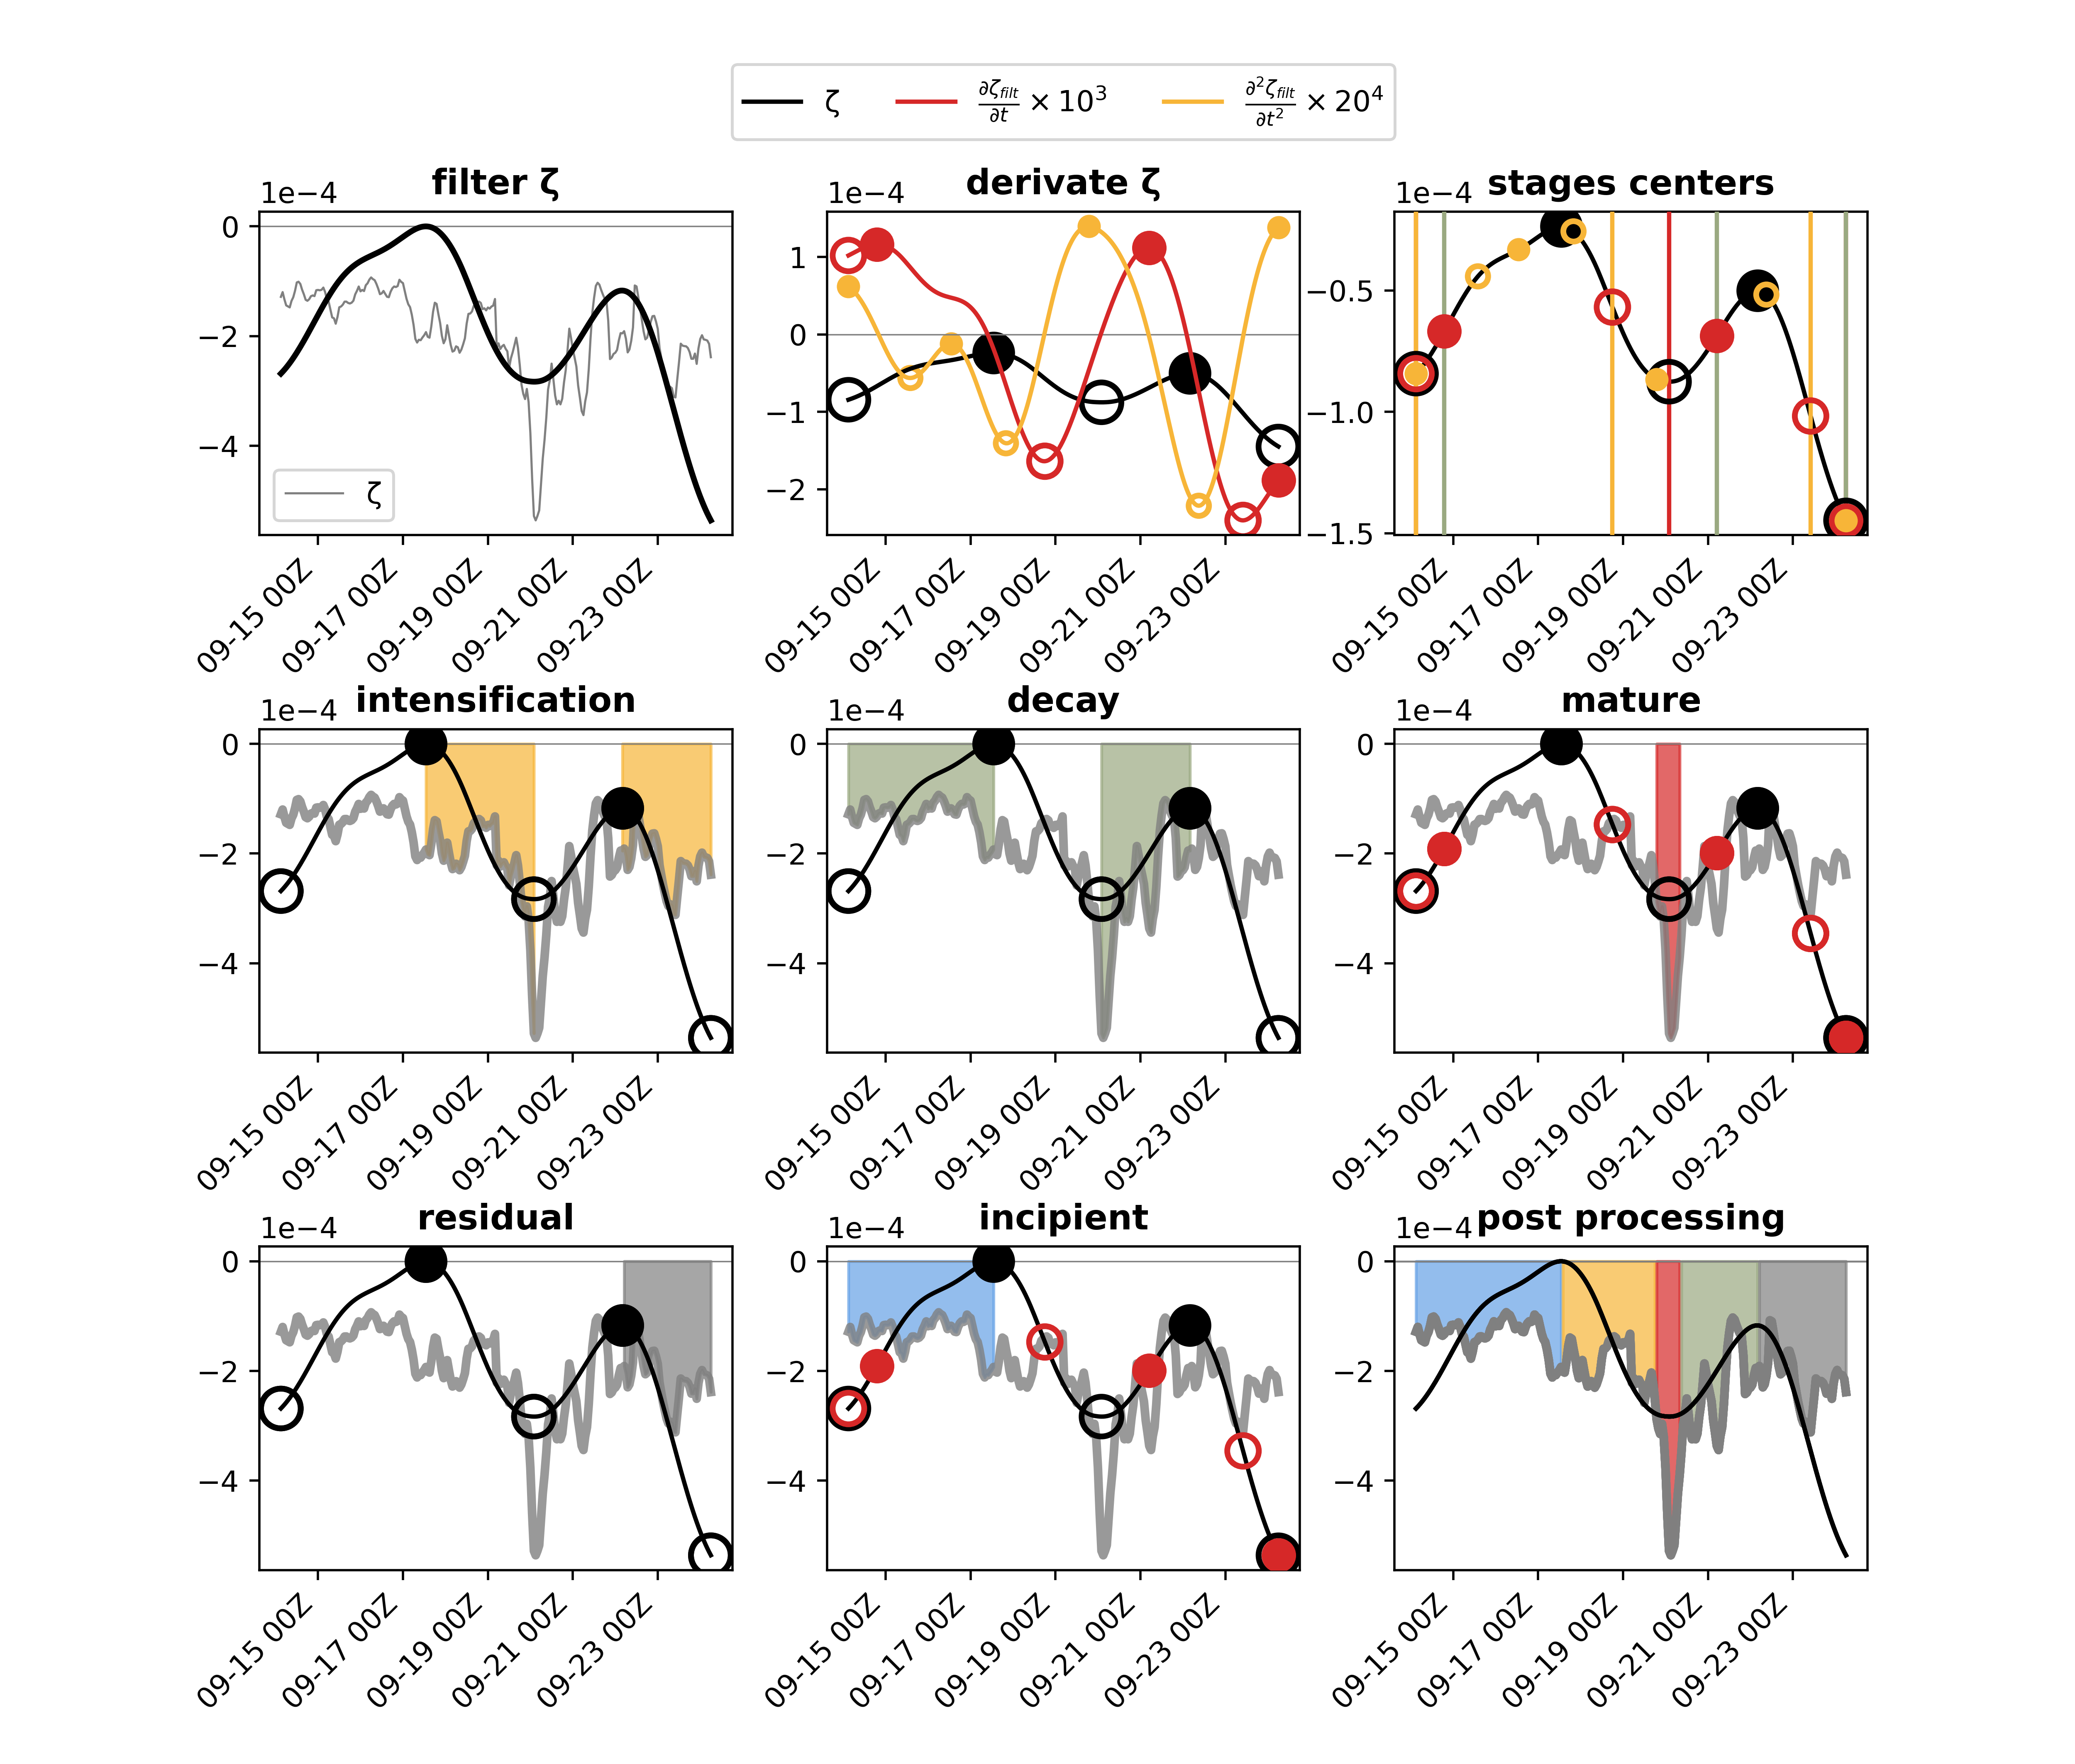 ζ ∂ζ_filt/∂t × 10³ ∂²ζ_filt/∂t² × 20⁴
1e−4 filter ζ
0
−2
−4
ζ
09-15 00Z
09-17 00Z
09-19 00Z
09-21 00Z
09-23 00Z
1e−4 derivate ζ
1
0
−1
−2
09-15 00Z
09-17 00Z
09-19 00Z
09-21 00Z
09-23 00Z
1e−4 stages centers
−0.5
−1.0
−1.5
09-15 00Z
09-17 00Z
09-19 00Z
09-21 00Z
09-23 00Z
1e−4 intensification
0
−2
−4
09-15 00Z
09-17 00Z
09-19 00Z
09-21 00Z
09-23 00Z
1e−4 decay
0
−2
−4
09-15 00Z
09-17 00Z
09-19 00Z
09-21 00Z
09-23 00Z
1e−4 mature
0
−2
−4
09-15 00Z
09-17 00Z
09-19 00Z
09-21 00Z
09-23 00Z
1e−4 residual
0
−2
−4
09-15 00Z
09-17 00Z
09-19 00Z
09-21 00Z
09-23 00Z
1e−4 incipient
0
−2
−4
09-15 00Z
09-17 00Z
09-19 00Z
09-21 00Z
09-23 00Z
1e−4 post processing
0
−2
−4
09-15 00Z
09-17 00Z
09-19 00Z
09-21 00Z
09-23 00Z